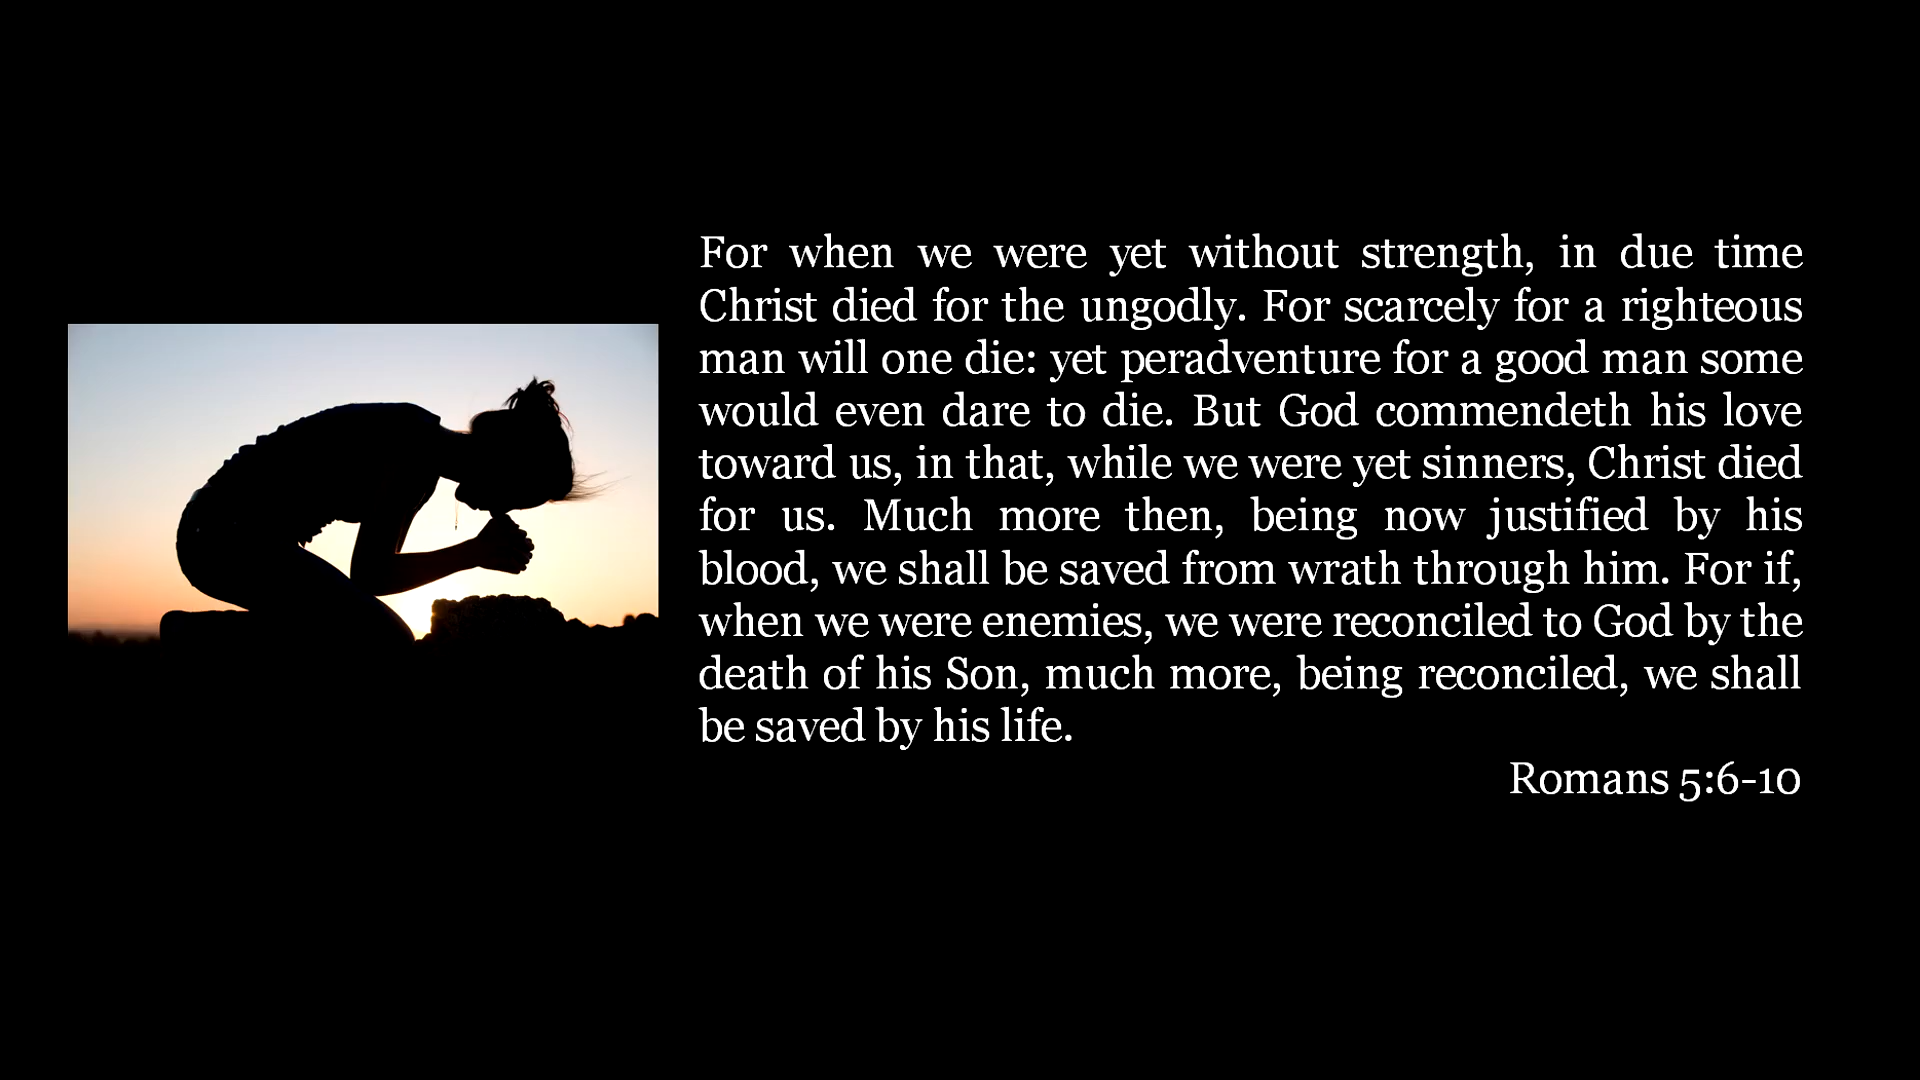 For when we were yet without strength, in due time
Christ died for the ungodly. For scarcely for a righteous
man will one die: yet peradventure for a good man some
would even dare to die. But God commendeth his love
toward us, in that, while we were yet sinners, Christ died
for us. Much more then, being now justified by his
blood, we shall be saved from wrath through him. For if,
when we were enemies, we were reconciled to God by the
death of his Son, much more, being reconciled, we shall
be saved by his life.
Romans 5:6-10